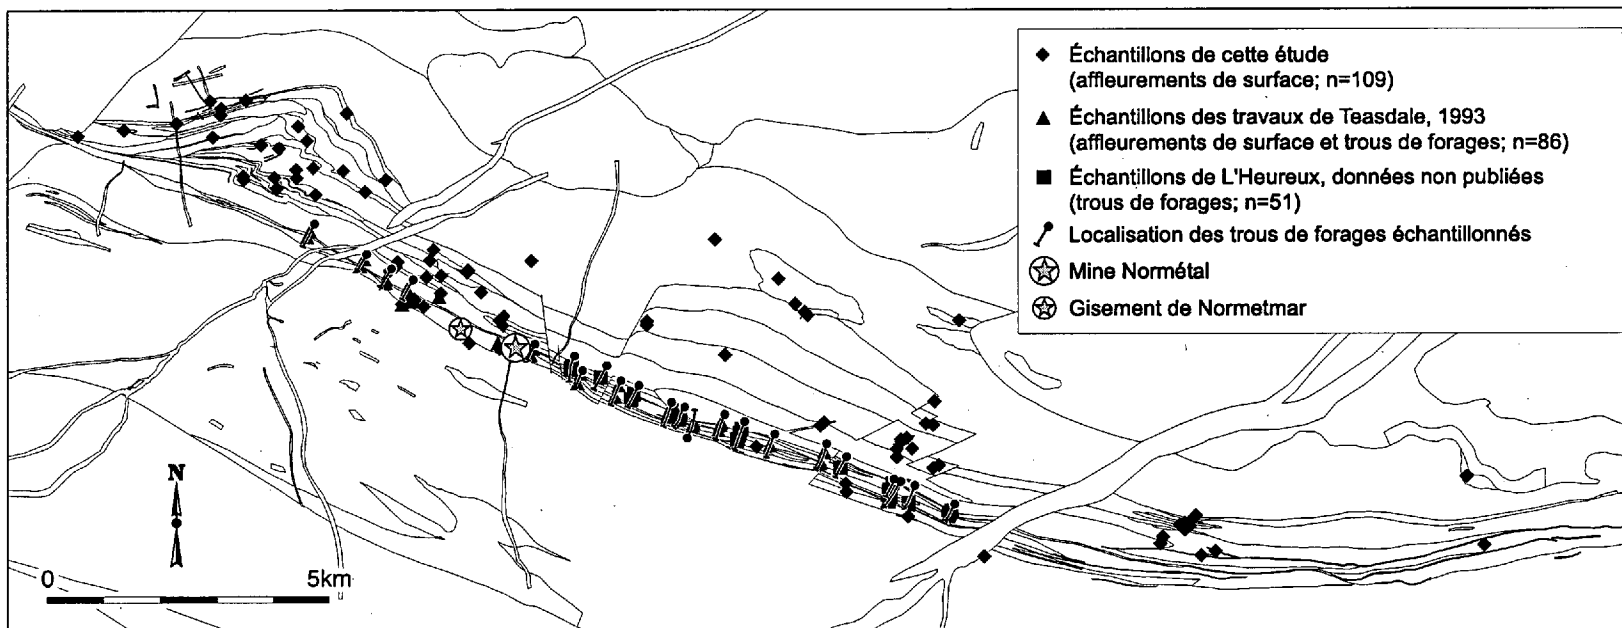 ◆ Échantillons de cette étude
(affleurements de surface; n=109)
▲ Échantillons des travaux de Teasdale, 1993
(affleurements de surface et trous de forages; n=86)
■ Échantillons de L'Heureux, données non publiées
(trous de forages; n=51)
Localisation des trous de forages échantillonnés
Mine Normétal
Gisement de Normetmar
N
0 5km